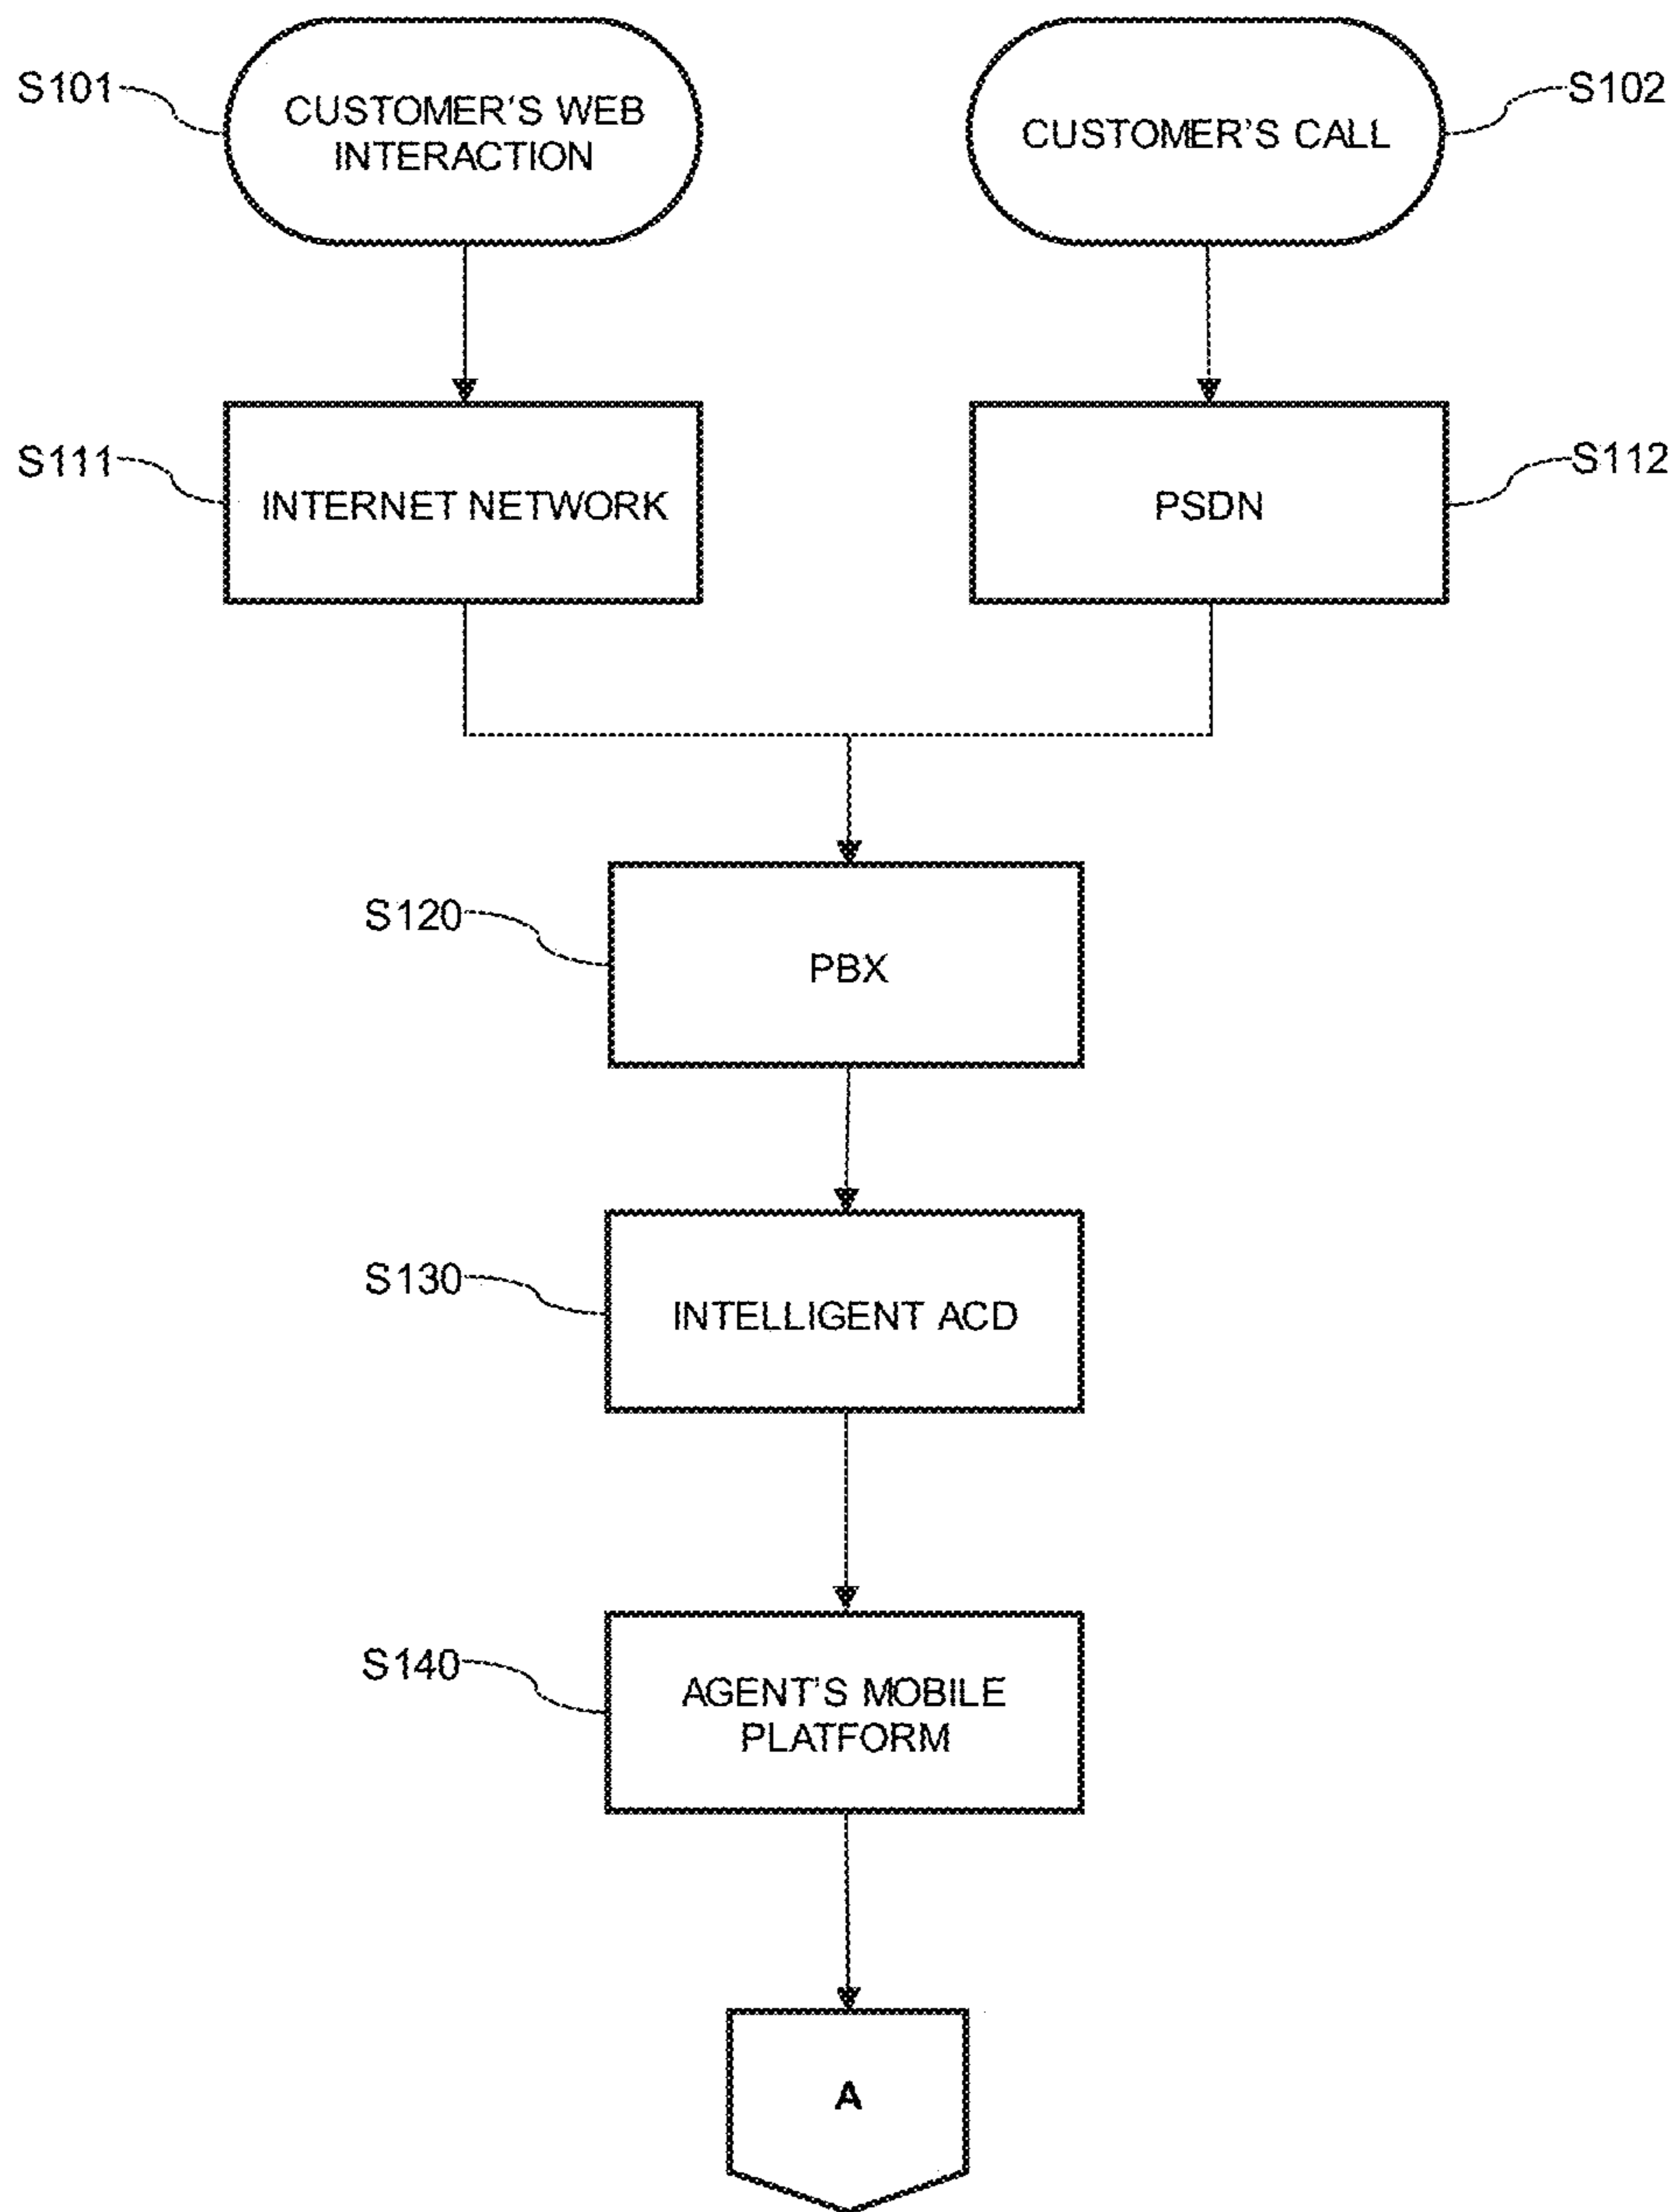 S101
CUSTOMER'S WEB
INTERACTION
CUSTOMER'S CALL
S102
S111
INTERNET NETWORK
PSDN
S112
S120
PBX
S130
INTELLIGENT ACD
S140
AGENT'S MOBILE
PLATFORM
A